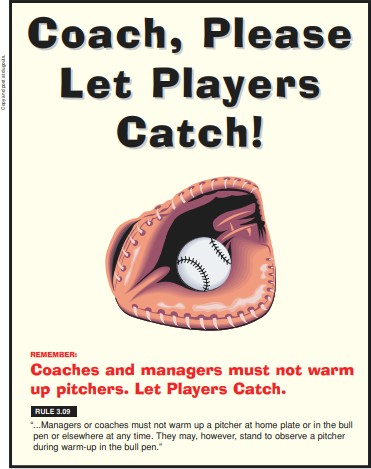 Coach, Please
Let Players
Catch!
REMEMBER:
Coaches and managers must not warm
up pitchers. Let Players Catch.
RULE 3.09
“...Managers or coaches must not warm up a pitcher at home plate or in the bull
pen or elsewhere at any time. They may, however, stand to observe a pitcher
during warm-up in the bull pen.”